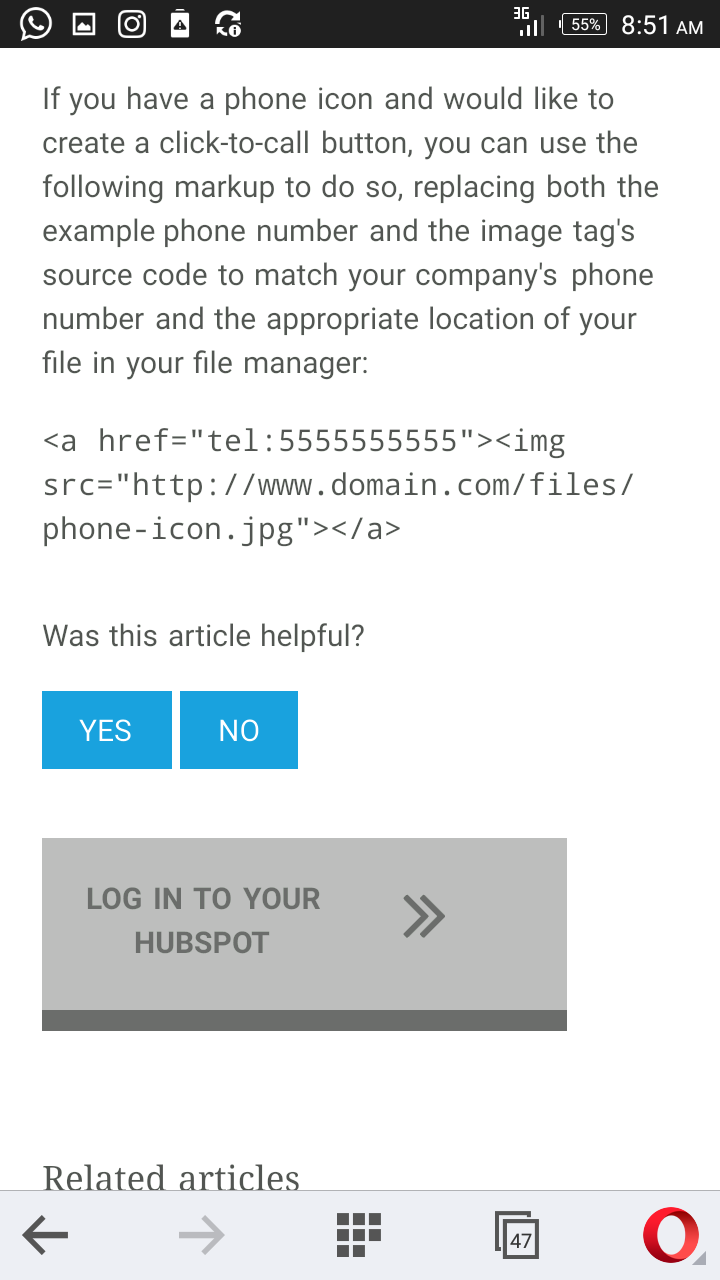 3G
55%
8:51 AM
If you have a phone icon and would like to
create a click-to-call button, you can use the
following markup to do so, replacing both the
example phone number and the image tag's
source code to match your company's phone
number and the appropriate location of your
file in your file manager:
<a href="tel:5555555555"><img
src="http://www.domain.com/files/
phone-icon.jpg"></a>
Was this article helpful?
YES
NO
LOG IN TO YOUR
HUBSPOT
Related articles
47